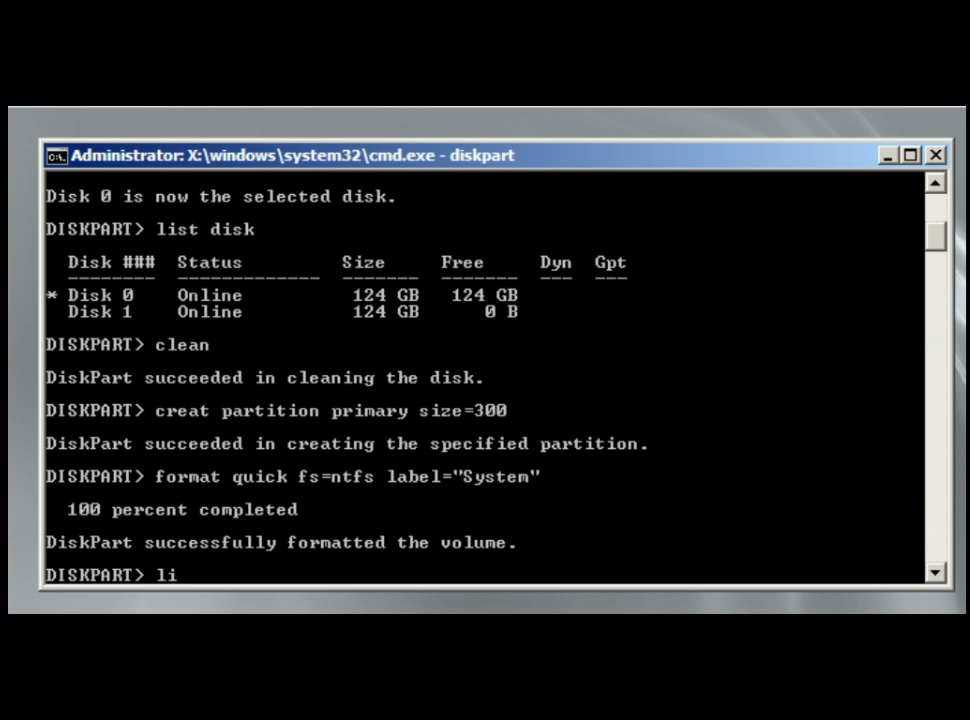 Administrator: X:\windows\system32\cmd.exe - diskpart
Disk 0 is now the selected disk.
DISKPART> list disk
Disk ### Status Size Free Dyn Gpt
-------- ------------- ------- ------- --- ---
* Disk 0 Online 124 GB 124 GB
Disk 1 Online 124 GB 0 B
DISKPART> clean
DiskPart succeeded in cleaning the disk.
DISKPART> creat partition primary size=300
DiskPart succeeded in creating the specified partition.
DISKPART> format quick fs=ntfs label="System"
100 percent completed
DiskPart successfully formatted the volume.
DISKPART> li